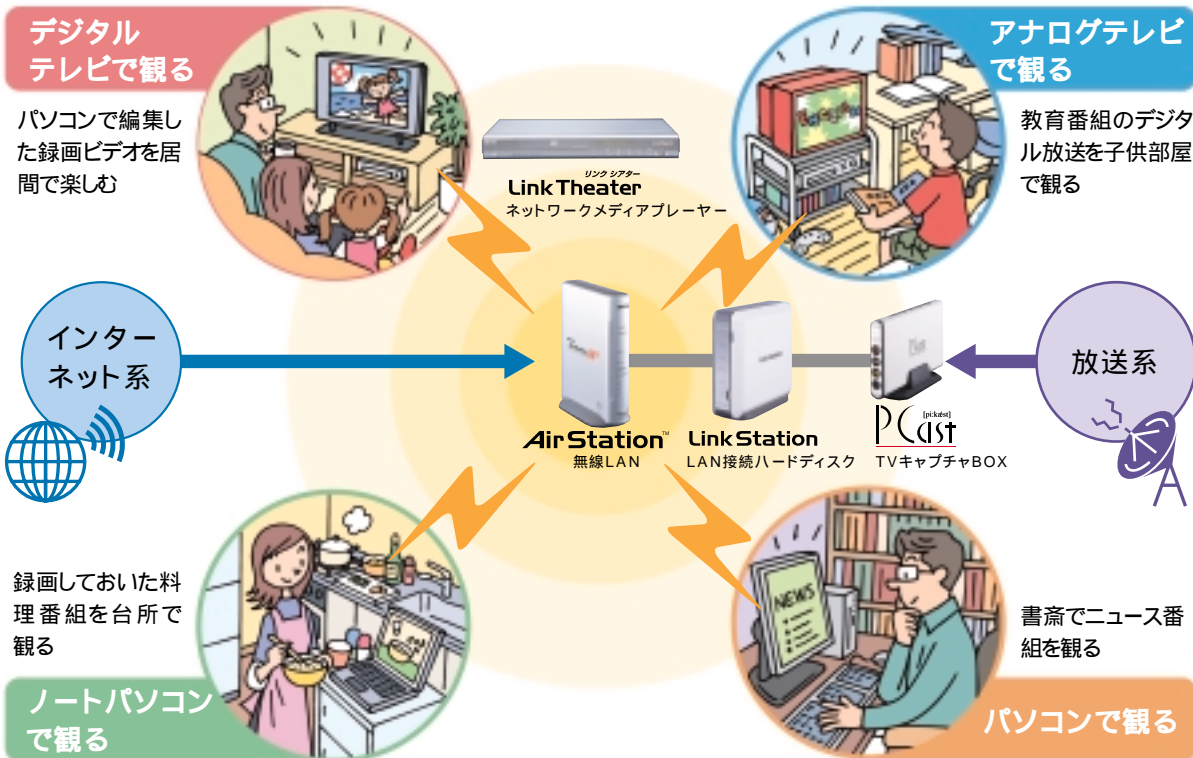 デジタル
テレビで観る
パソコンで編集し
た録画ビデオを居
間で楽しむ
アナログテレビ
で観る
教育番組のデジタ
ル放送を子供部屋
で観る
リンク シアター
Link Theater
ネットワークメディアプレーヤー
インター
ネット系
放送系
AirStation™
無線LAN
LinkStation
LAN接続ハードディスク
[pi:kæst]
PCast
TVキャプチャBOX
録画しておいた料
理番組を台所で
観る
ノートパソコン
で観る
NEWS
書斎でニュース番
組を観る
パソコンで観る